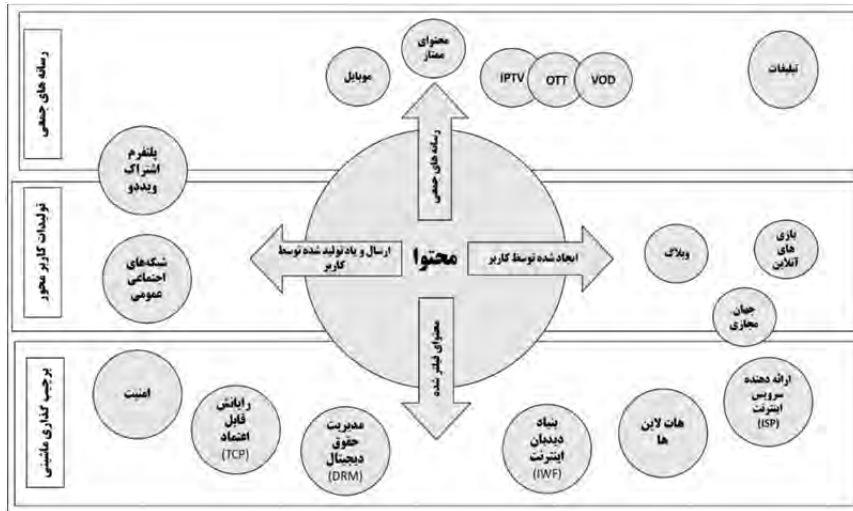 رسانه های جمعی
محتوای
ممتاز
موبایل
IPTV
OTT
VOD
تبلیغات
رسانه‌های جمعی
پلتفرم
اشتراک
ویددو
تولیدات کاربر محور
شبکه‌های
اجتماعی
عمومی
ارسال و یاد تولید شده توسط
کاربر
محتوا
ایجاد شده توسط کاربر
وبلاگ
بازی
های
آنلاین
جهان
مجازی
محتوای فیلتر شده
برچیب گذاری ماشینی
امنیت
رایانش
قابل
اعتماد
(TCP)
مدیریت
حقوق
دیجیتال
(DRM)
بنیاد
دیدبان
اینترنت
(IWF)
هات لاین
ها
ارائه دهنده
سرویس
اینترنت
(ISP)